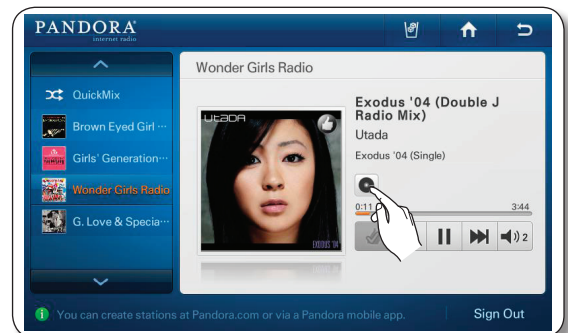 PANDORA®
internet radio
QuickMix
Brown Eyed Girl ···
Girls' Generation···
Wonder Girls Radio
G. Love & Specia···
Wonder Girls Radio
UTADA
EXODUS '04
Exodus '04 (Double J
Radio Mix)
Utada
Exodus '04 (Single)
0:11
3:44
2
You can create stations at Pandora.com or via a Pandora mobile app.
Sign Out